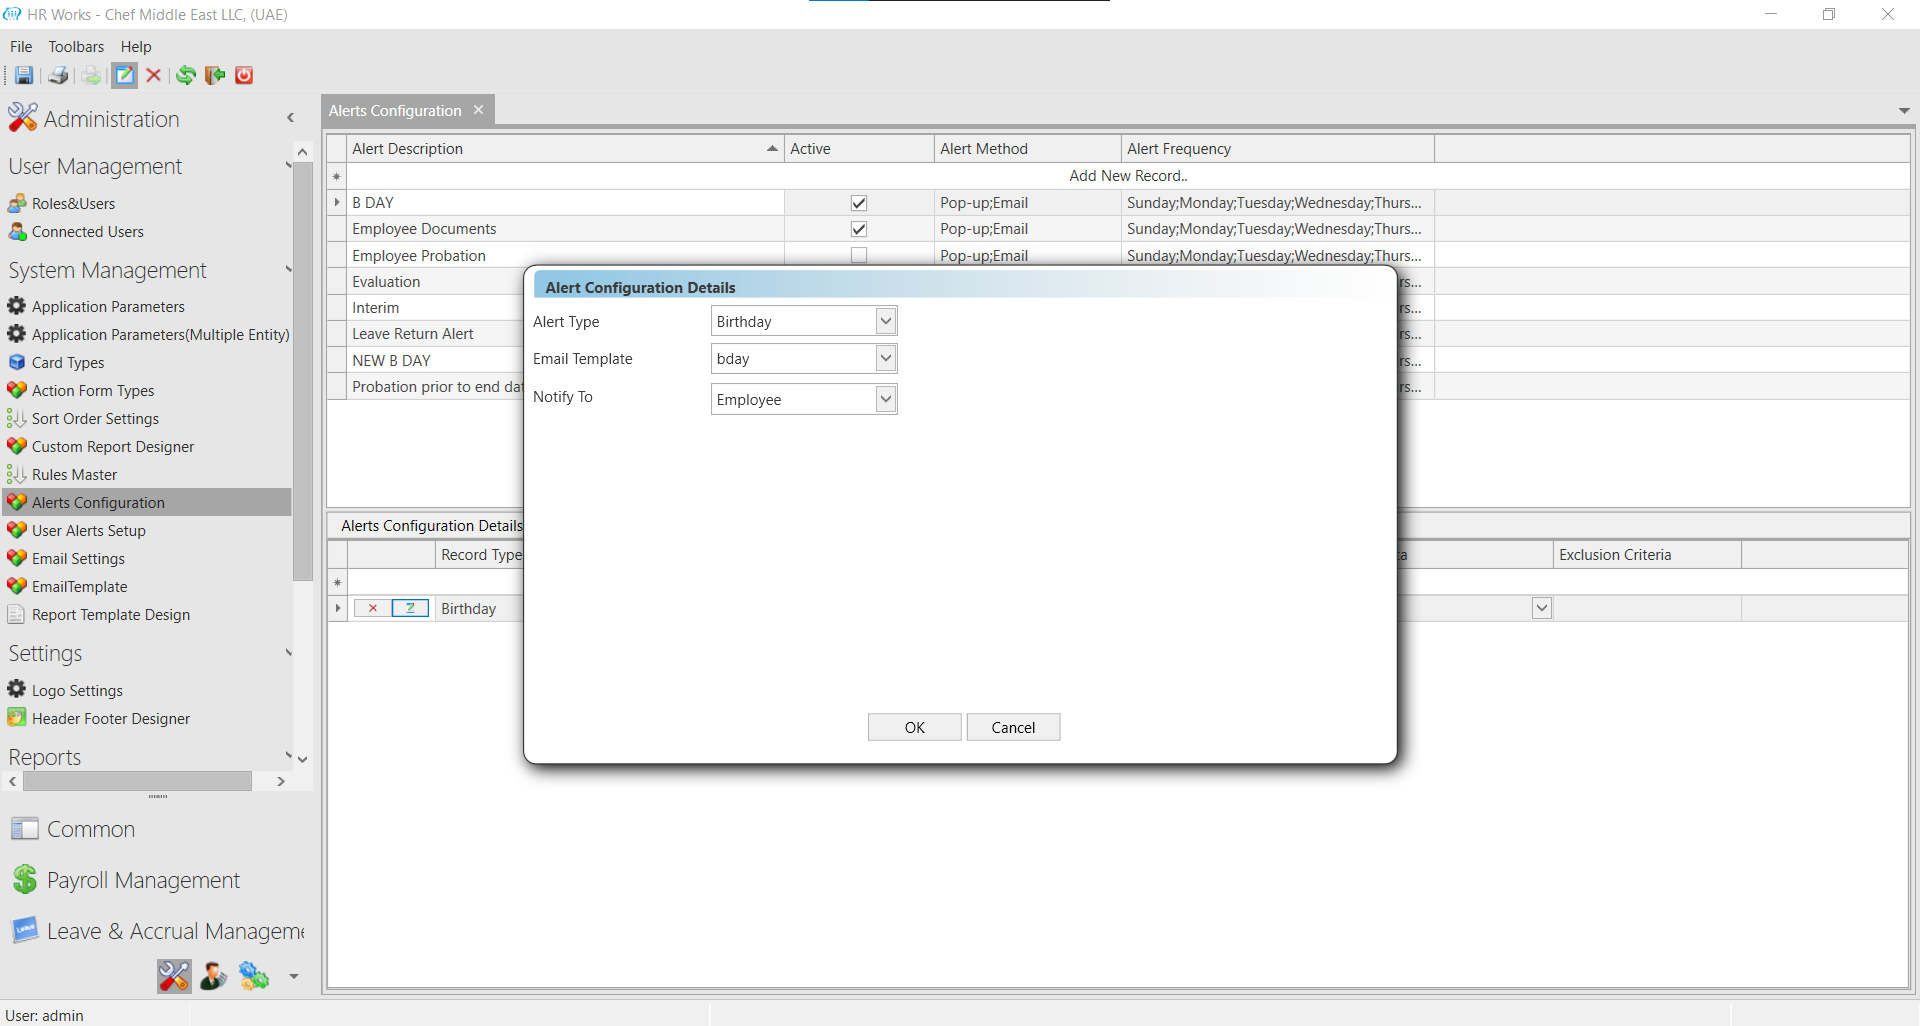 HR Works - Chef Middle East LLC, (UAE)
File Toolbars Help
Administration
User Management
Roles&Users
Connected Users
System Management
Application Parameters
Application Parameters(Multiple Entity)
Card Types
Action Form Types
Sort Order Settings
Custom Report Designer
Rules Master
Alerts Configuration
User Alerts Setup
Email Settings
EmailTemplate
Report Template Design
Settings
Logo Settings
Header Footer Designer
Reports
Common
Payroll Management
Leave & Accrual Manageme
Alerts Configuration
Alert Description Active Alert Method Alert Frequency
Add New Record..
B DAY Pop-up;Email Sunday;Monday;Tuesday;Wednesday;Thurs...
Employee Documents Pop-up;Email Sunday;Monday;Tuesday;Wednesday;Thurs...
Employee Probation Pop-up;Email Sunday;Monday;Tuesday;Wednesday;Thurs...
Evaluation rs...
Interim rs...
Leave Return Alert rs...
NEW B DAY rs...
Probation prior to end dat rs...
Alert Configuration Details
Alert Type Birthday
Email Template bday
Notify To Employee
OK Cancel
Alerts Configuration Details
Record Type ia Exclusion Criteria
Birthday
User: admin